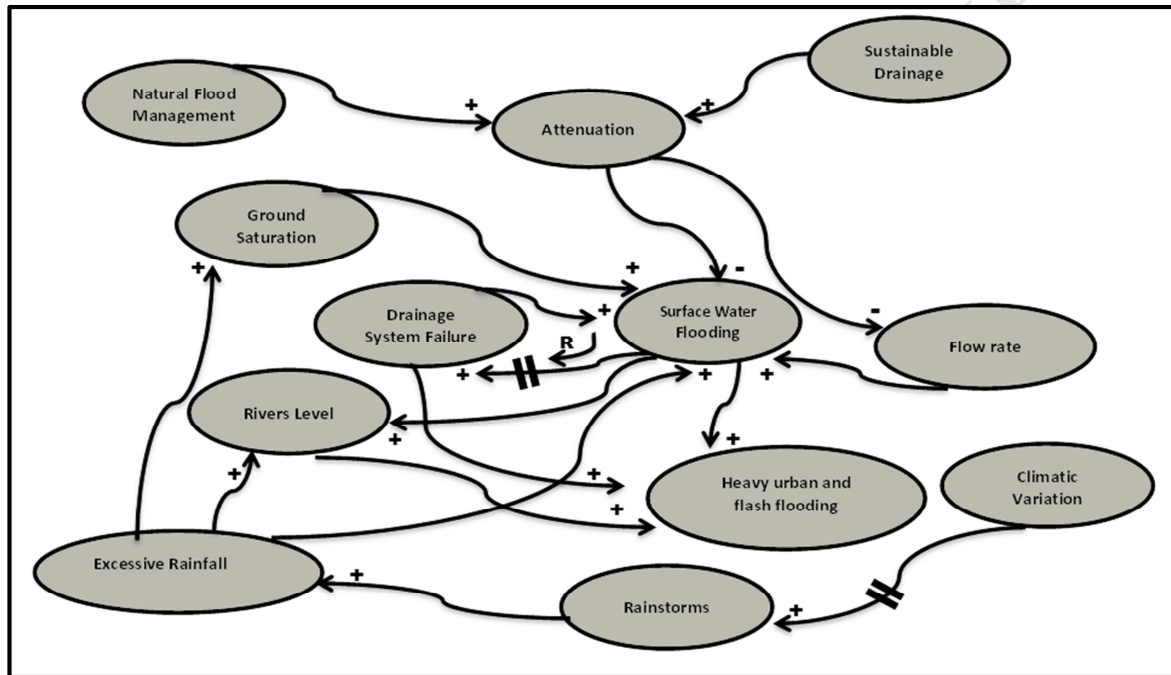 Sustainable
Drainage
Natural Flood
Management
+
+
Attenuation
Ground
Saturation
+
+
-
Drainage
System Failure
+
Surface Water
Flooding
-
R
Flow rate
+
+
+
Rivers Level
+
+
+
Heavy urban and
flash flooding
Climatic
Variation
+
+
Excessive Rainfall
+
Rainstorms
+